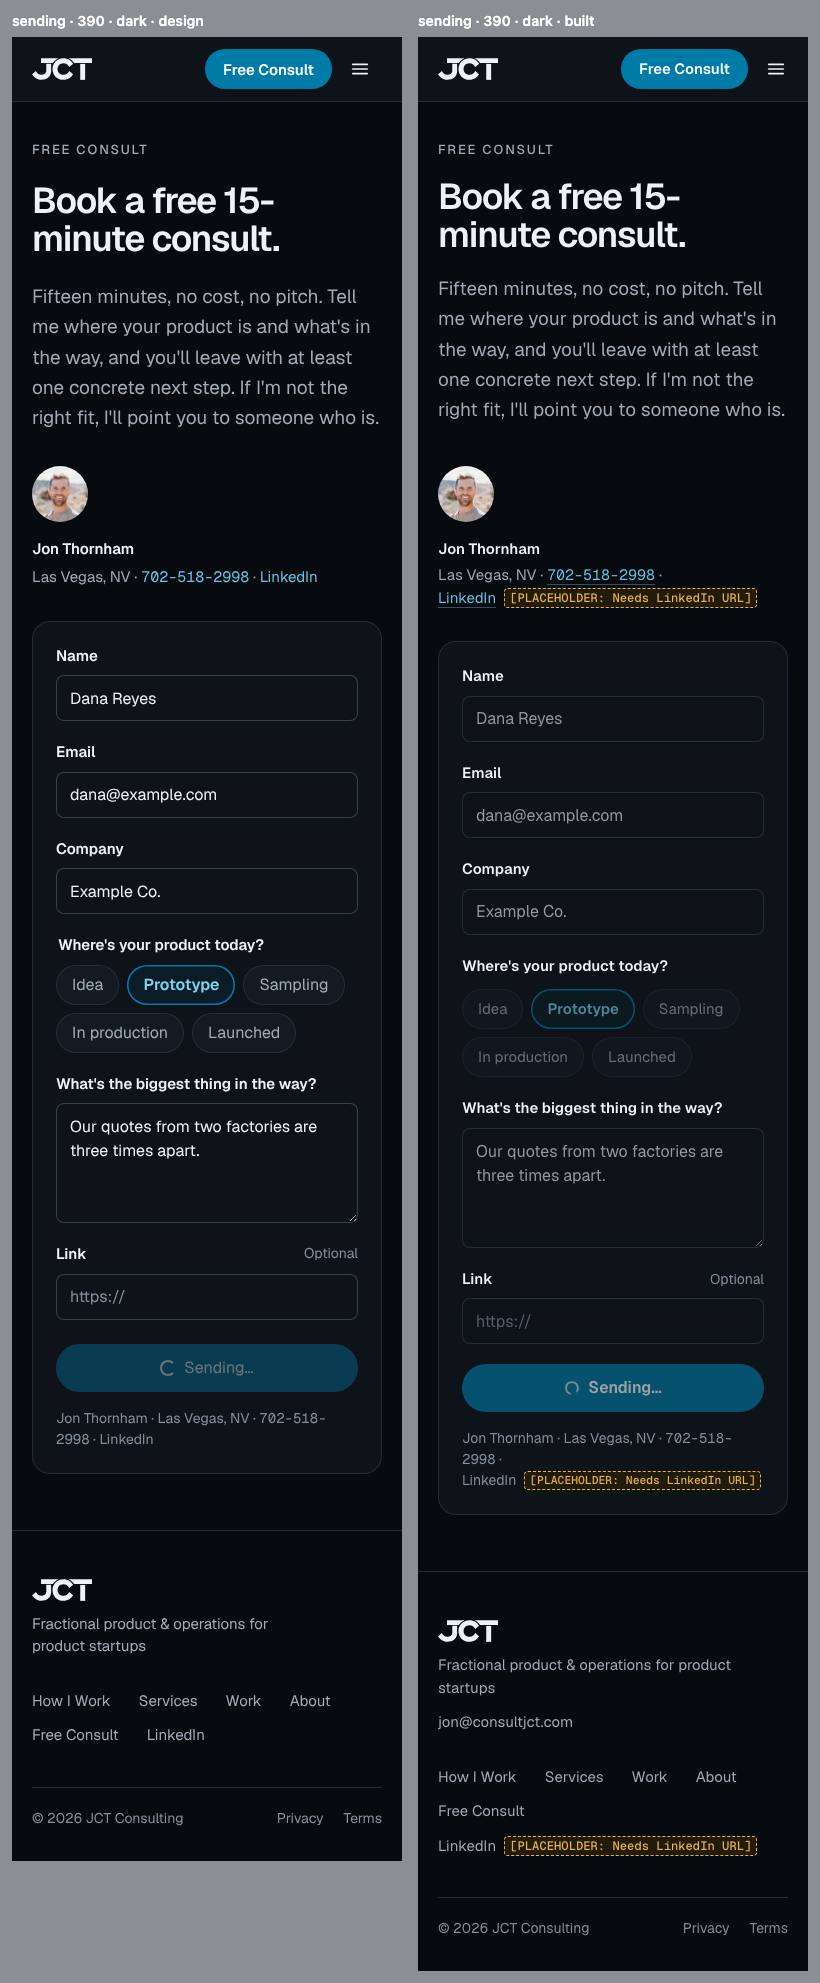 sending · 390 · dark · design
JCT
Free Consult
FREE CONSULT
Book a free 15-
minute consult.
Fifteen minutes, no cost, no pitch. Tell
me where your product is and what's in
the way, and you'll leave with at least
one concrete next step. If I'm not the
right fit, I'll point you to someone who is.
Jon Thornham
Las Vegas, NV · 702-518-2998 · LinkedIn
Name
Dana Reyes
Email
dana@example.com
Company
Example Co.
Where's your product today?
Idea
Prototype
Sampling
In production
Launched
What's the biggest thing in the way?
Our quotes from two factories are
three times apart.
Link
Optional
https://
Sending…
Jon Thornham · Las Vegas, NV · 702-518-
2998 · LinkedIn
JCT
Fractional product & operations for
product startups
How I Work
Services
Work
About
Free Consult
LinkedIn
© 2026 JCT Consulting
Privacy
Terms
sending · 390 · dark · built
JCT
Free Consult
FREE CONSULT
Book a free 15-
minute consult.
Fifteen minutes, no cost, no pitch. Tell
me where your product is and what's in
the way, and you'll leave with at least
one concrete next step. If I'm not the
right fit, I'll point you to someone who is.
Jon Thornham
Las Vegas, NV · 702-518-2998 ·
LinkedIn [PLACEHOLDER: Needs LinkedIn URL]
Name
Dana Reyes
Email
dana@example.com
Company
Example Co.
Where's your product today?
Idea
Prototype
Sampling
In production
Launched
What's the biggest thing in the way?
Our quotes from two factories are
three times apart.
Link
Optional
https://
Sending…
Jon Thornham · Las Vegas, NV · 702-518-
2998 ·
LinkedIn [PLACEHOLDER: Needs LinkedIn URL]
JCT
Fractional product & operations for product
startups
jon@consultjct.com
How I Work
Services
Work
About
Free Consult
LinkedIn [PLACEHOLDER: Needs LinkedIn URL]
© 2026 JCT Consulting
Privacy
Terms